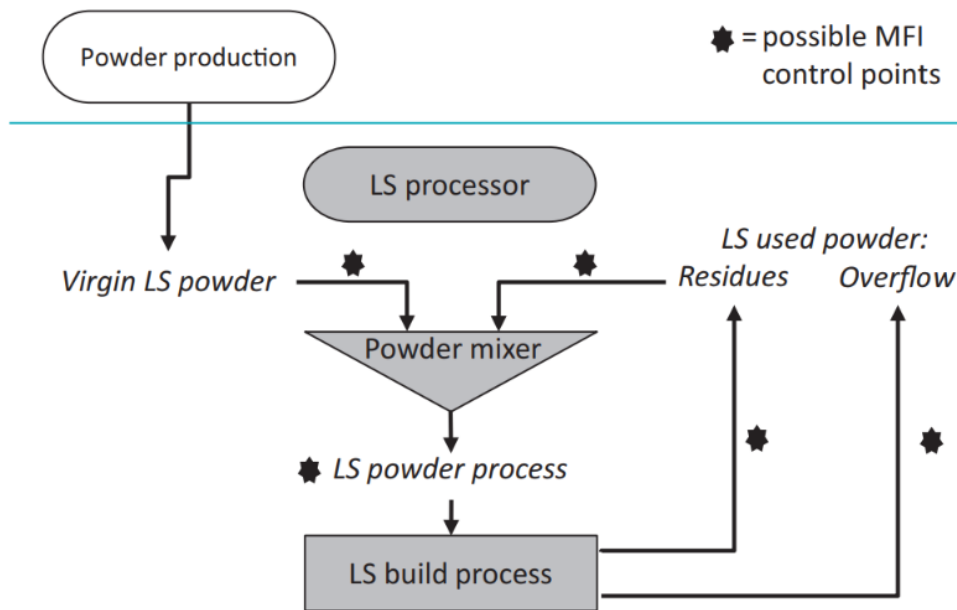 Powder production
= possible MFI
control points
LS processor
LS used powder:
Residues Overflow
Virgin LS powder
Powder mixer
LS powder process
LS build process